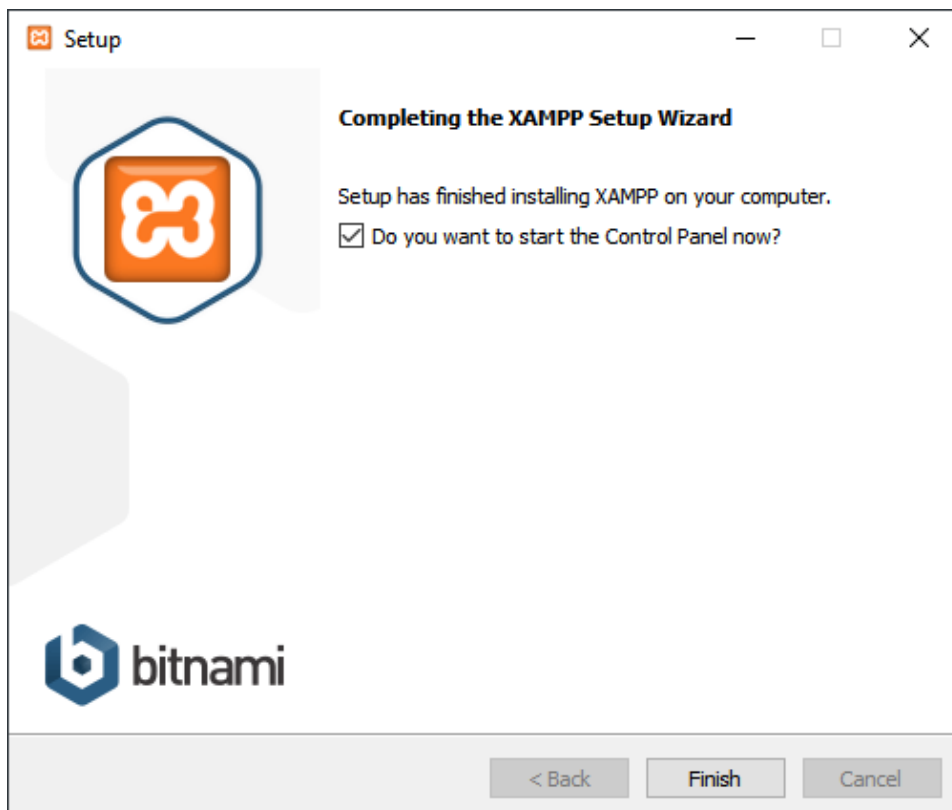 Setup
Completing the XAMPP Setup Wizard
Setup has finished installing XAMPP on your computer.
Do you want to start the Control Panel now?
bitnami
< Back
Finish
Cancel